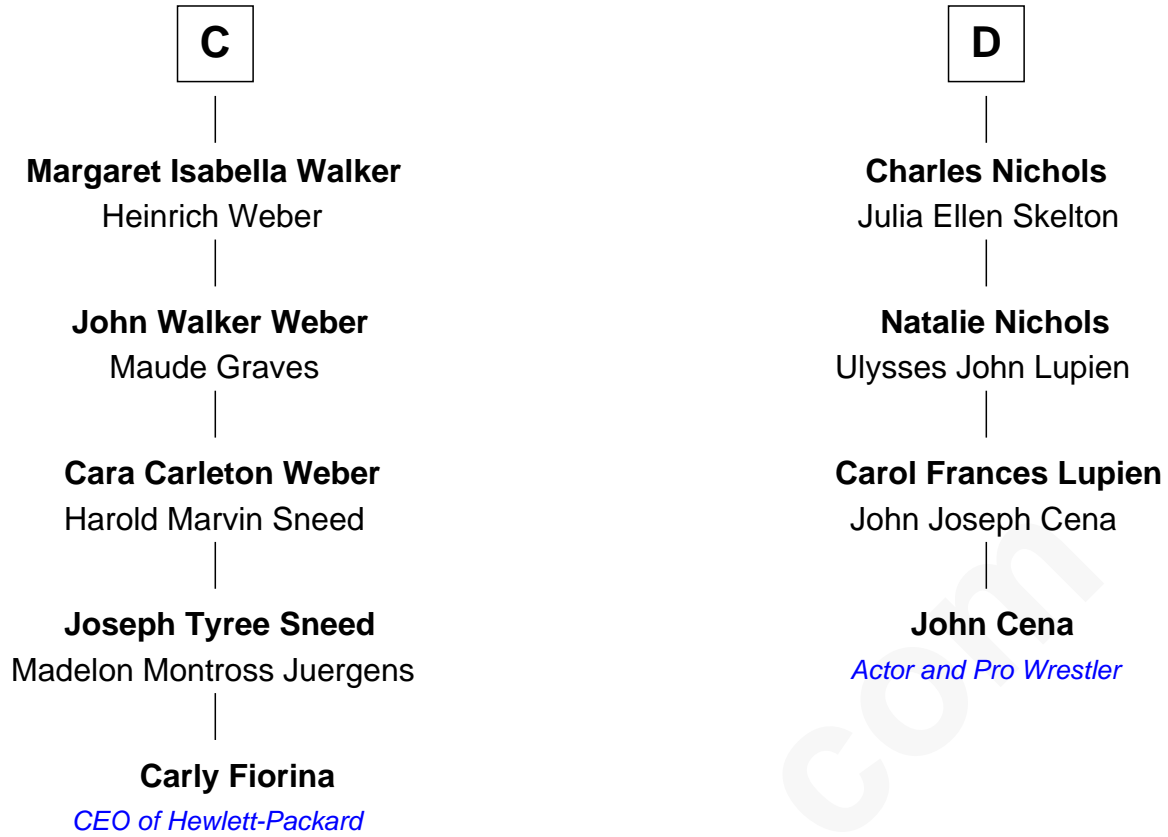 C
Margaret Isabella Walker
Heinrich Weber
John Walker Weber
Maude Graves
Cara Carleton Weber
Harold Marvin Sneed
Joseph Tyree Sneed
Madelon Montross Juergens
Carly Fiorina
CEO of Hewlett-Packard
D
Charles Nichols
Julia Ellen Skelton
Natalie Nichols
Ulysses John Lupien
Carol Frances Lupien
John Joseph Cena
John Cena
Actor and Pro Wrestler
com